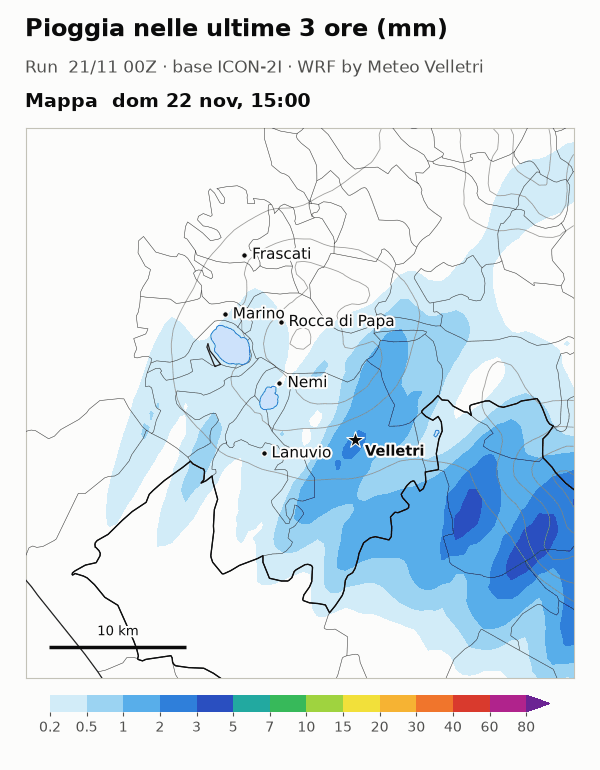 Pioggia nelle ultime 3 ore (mm)
Run 21/11 00Z · base ICON-2I · WRF by Meteo Velletri
Mappa dom 22 nov, 15:00
Frascati
Marino
Rocca di Papa
Nemi
Lanuvio
Velletri
10 km
0.2 0.5 1 2 3 5 7 10 15 20 30 40 60 80